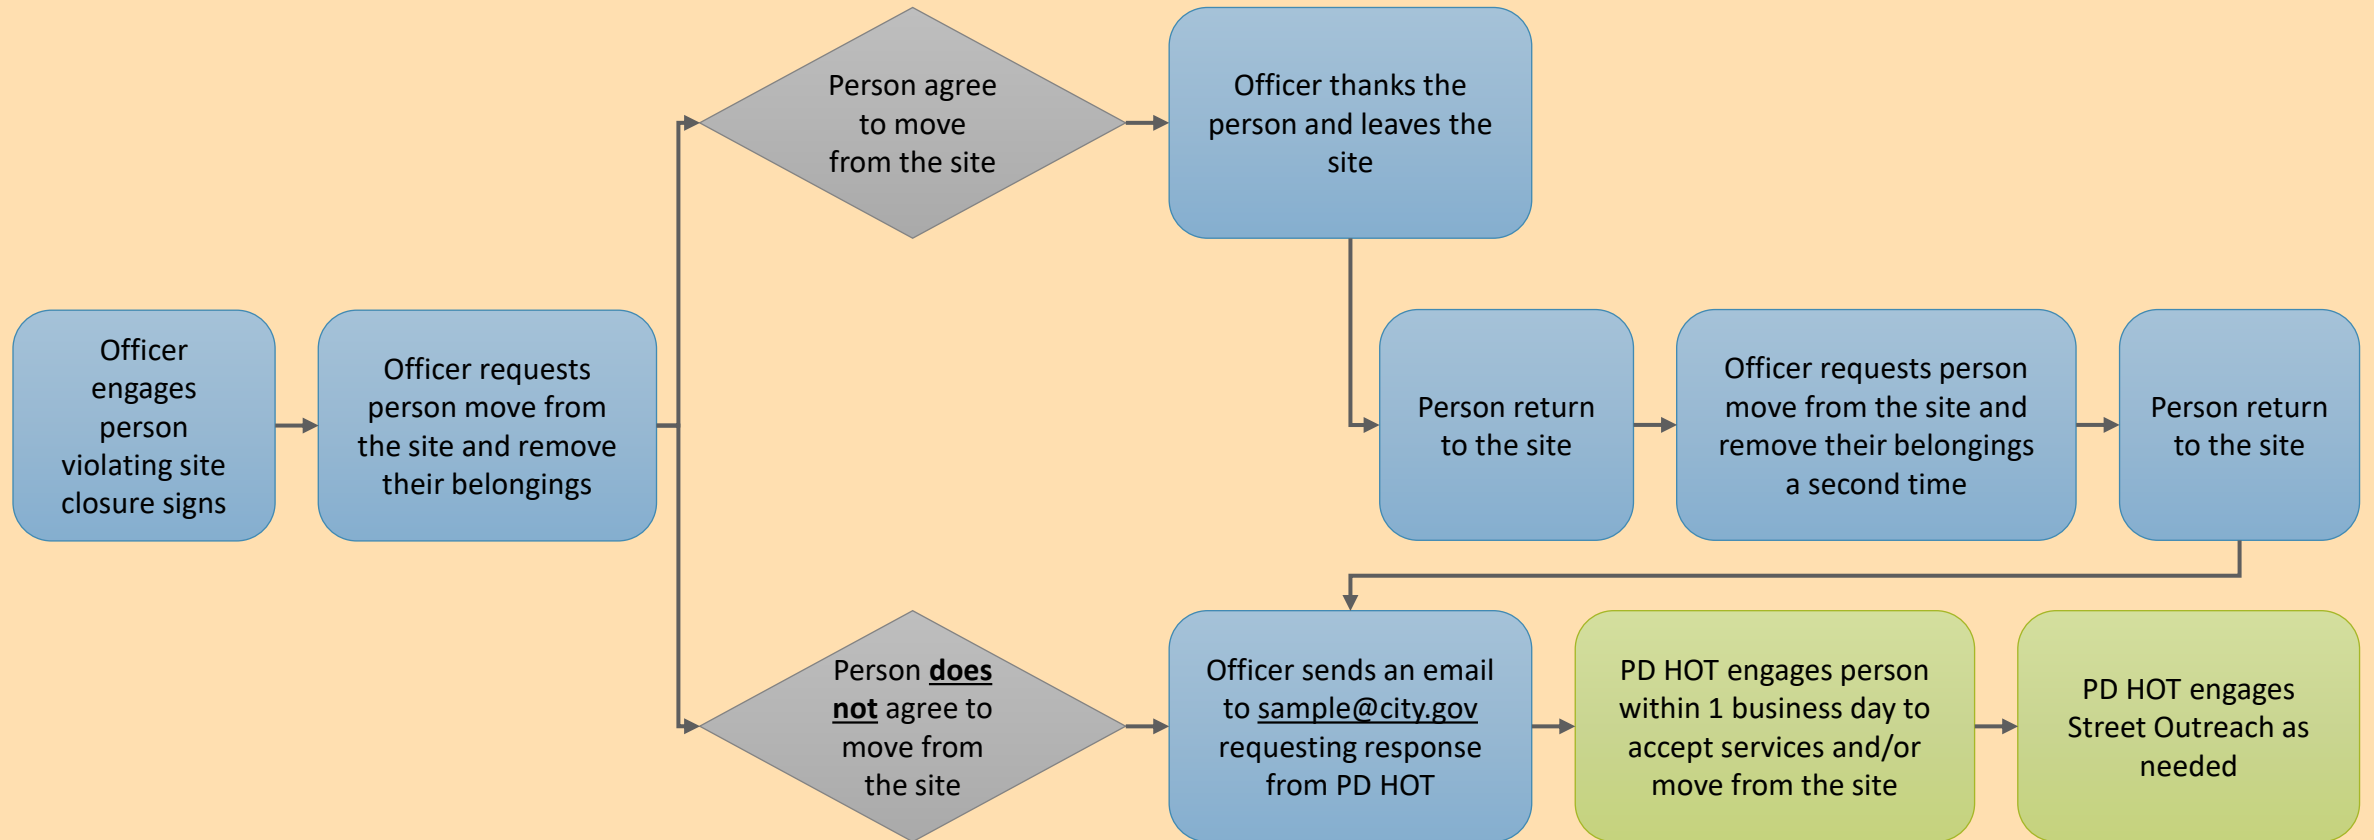 Officer
engages
person
violating site
closure signs
Officer requests
person move from
the site and remove
their belongings
Person agree
to move
from the site
Officer thanks the
person and leaves the
site
Person return
to the site
Officer requests person
move from the site and
remove their belongings
a second time
Person return
to the site
Person does
not agree to
move from
the site
Officer sends an email
to sample@city.gov
requesting response
from PD HOT
PD HOT engages person
within 1 business day to
accept services and/or
move from the site
PD HOT engages
Street Outreach as
needed